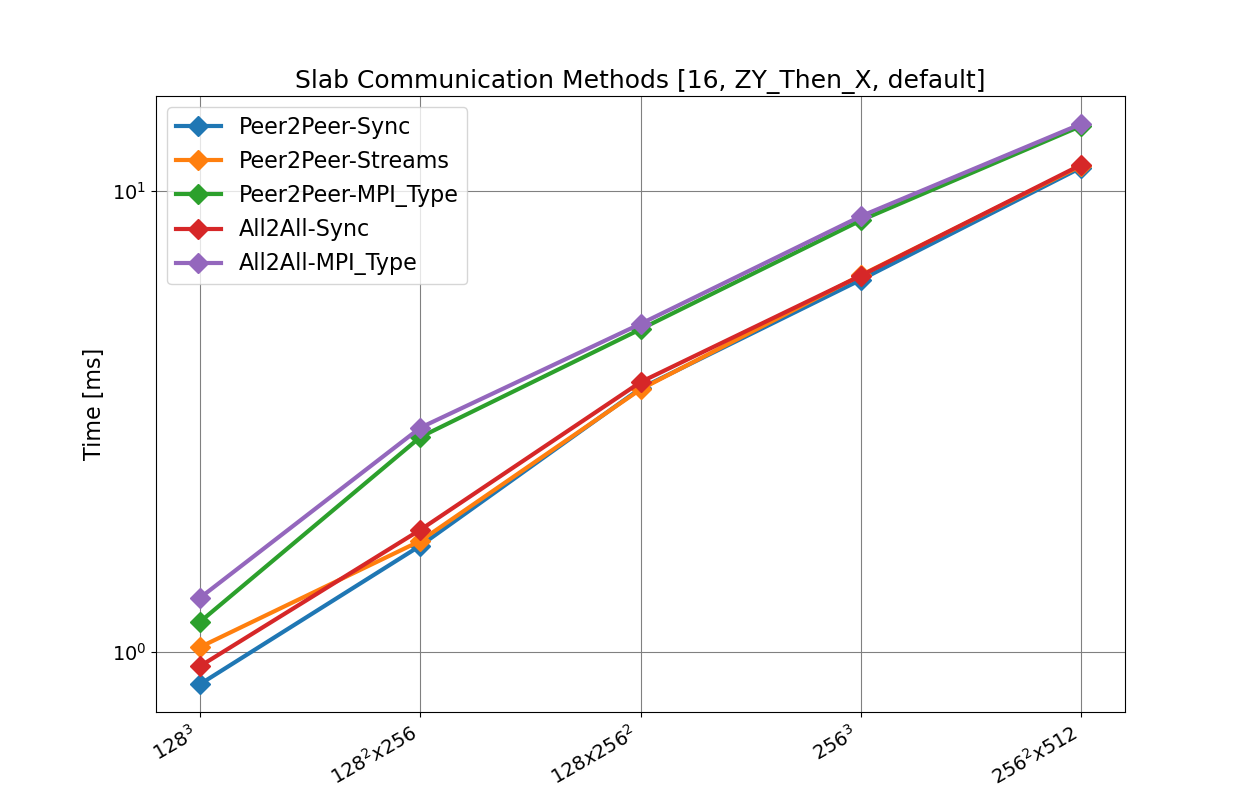 Slab Communication Methods [16, ZY_Then_X, default]
Peer2Peer-Sync
Peer2Peer-Streams
Peer2Peer-MPI_Type
All2All-Sync
All2All-MPI_Type
Time [ms]
10¹
10⁰
128³
128²x256
128x256²
256³
256²x512